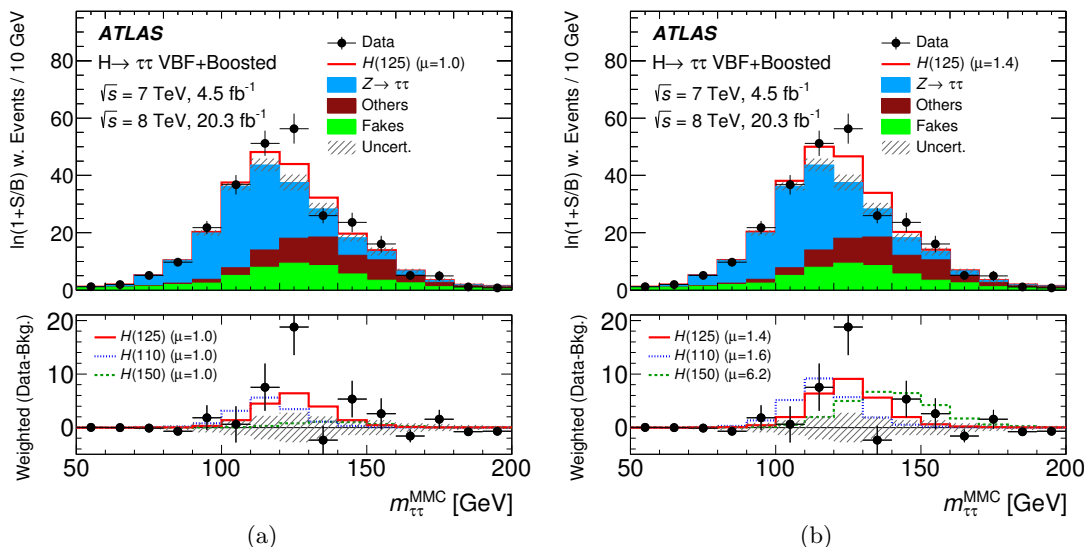 ln(1+S/B) w. Events / 10 GeV
80
60
40
20
0
ATLAS
H→ ττ VBF+Boosted
√s = 7 TeV, 4.5 fb⁻¹
√s = 8 TeV, 20.3 fb⁻¹
Data
H(125) (μ=1.0)
Z→ ττ
Others
Fakes
Uncert.
Weighted (Data-Bkg.)
20
10
0
H(125) (μ=1.0)
H(110) (μ=1.0)
H(150) (μ=1.0)
50 100 150 200
m_ττ^MMC [GeV]
(a)
ln(1+S/B) w. Events / 10 GeV
80
60
40
20
0
ATLAS
H→ ττ VBF+Boosted
√s = 7 TeV, 4.5 fb⁻¹
√s = 8 TeV, 20.3 fb⁻¹
Data
H(125) (μ=1.4)
Z→ ττ
Others
Fakes
Uncert.
Weighted (Data-Bkg.)
20
10
0
H(125) (μ=1.4)
H(110) (μ=1.6)
H(150) (μ=6.2)
50 100 150 200
m_ττ^MMC [GeV]
(b)